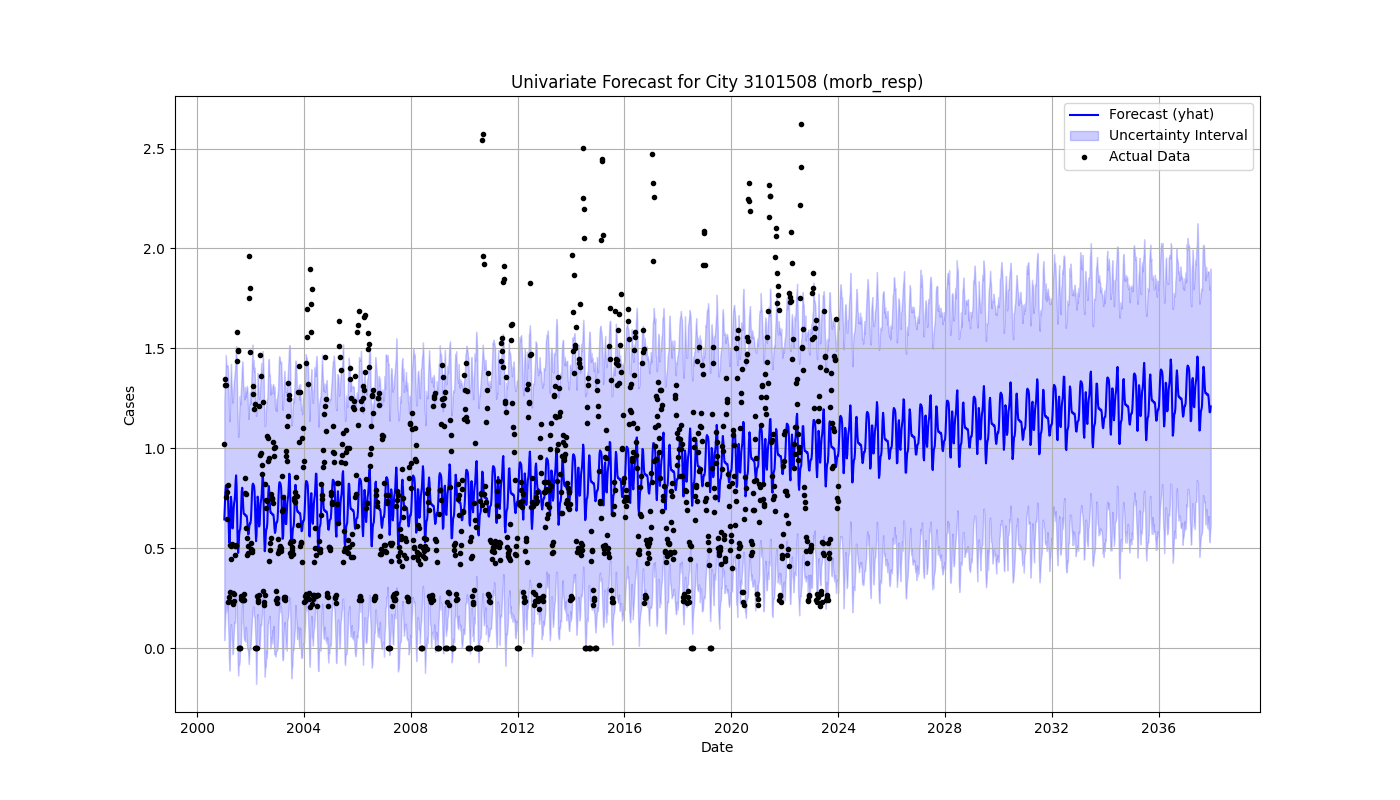 Univariate Forecast for City 3101508 (morb_resp)
Forecast (yhat)
Uncertainty Interval
Actual Data
Cases
2.5
2.0
1.5
1.0
0.5
0.0
2000 2004 2008 2012 2016 2020 2024 2028 2032 2036
Date